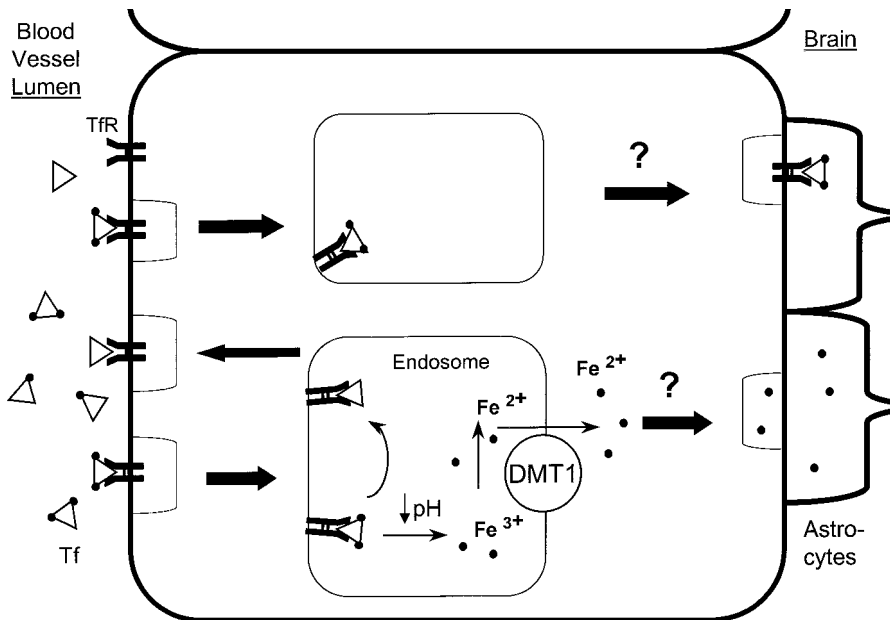 Blood
Vessel
Lumen
Brain
TfR
?
Endosome
Fe 2+
Fe 2+
?
DMT1
↓pH
Fe 3+
Tf
Astro-
cytes